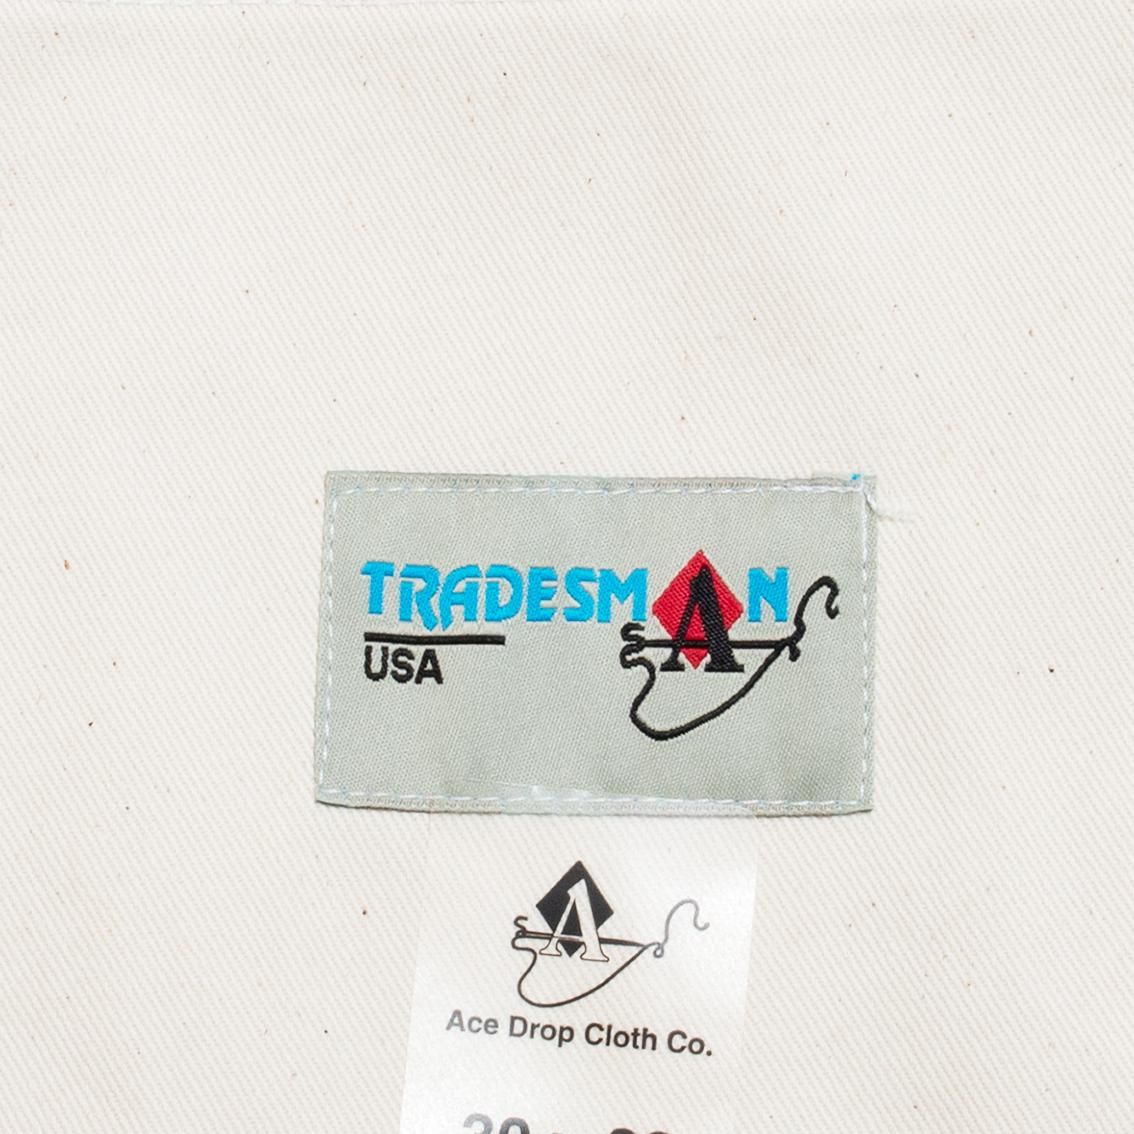 TRADESMAN
USA
A
Ace Drop Cloth Co.